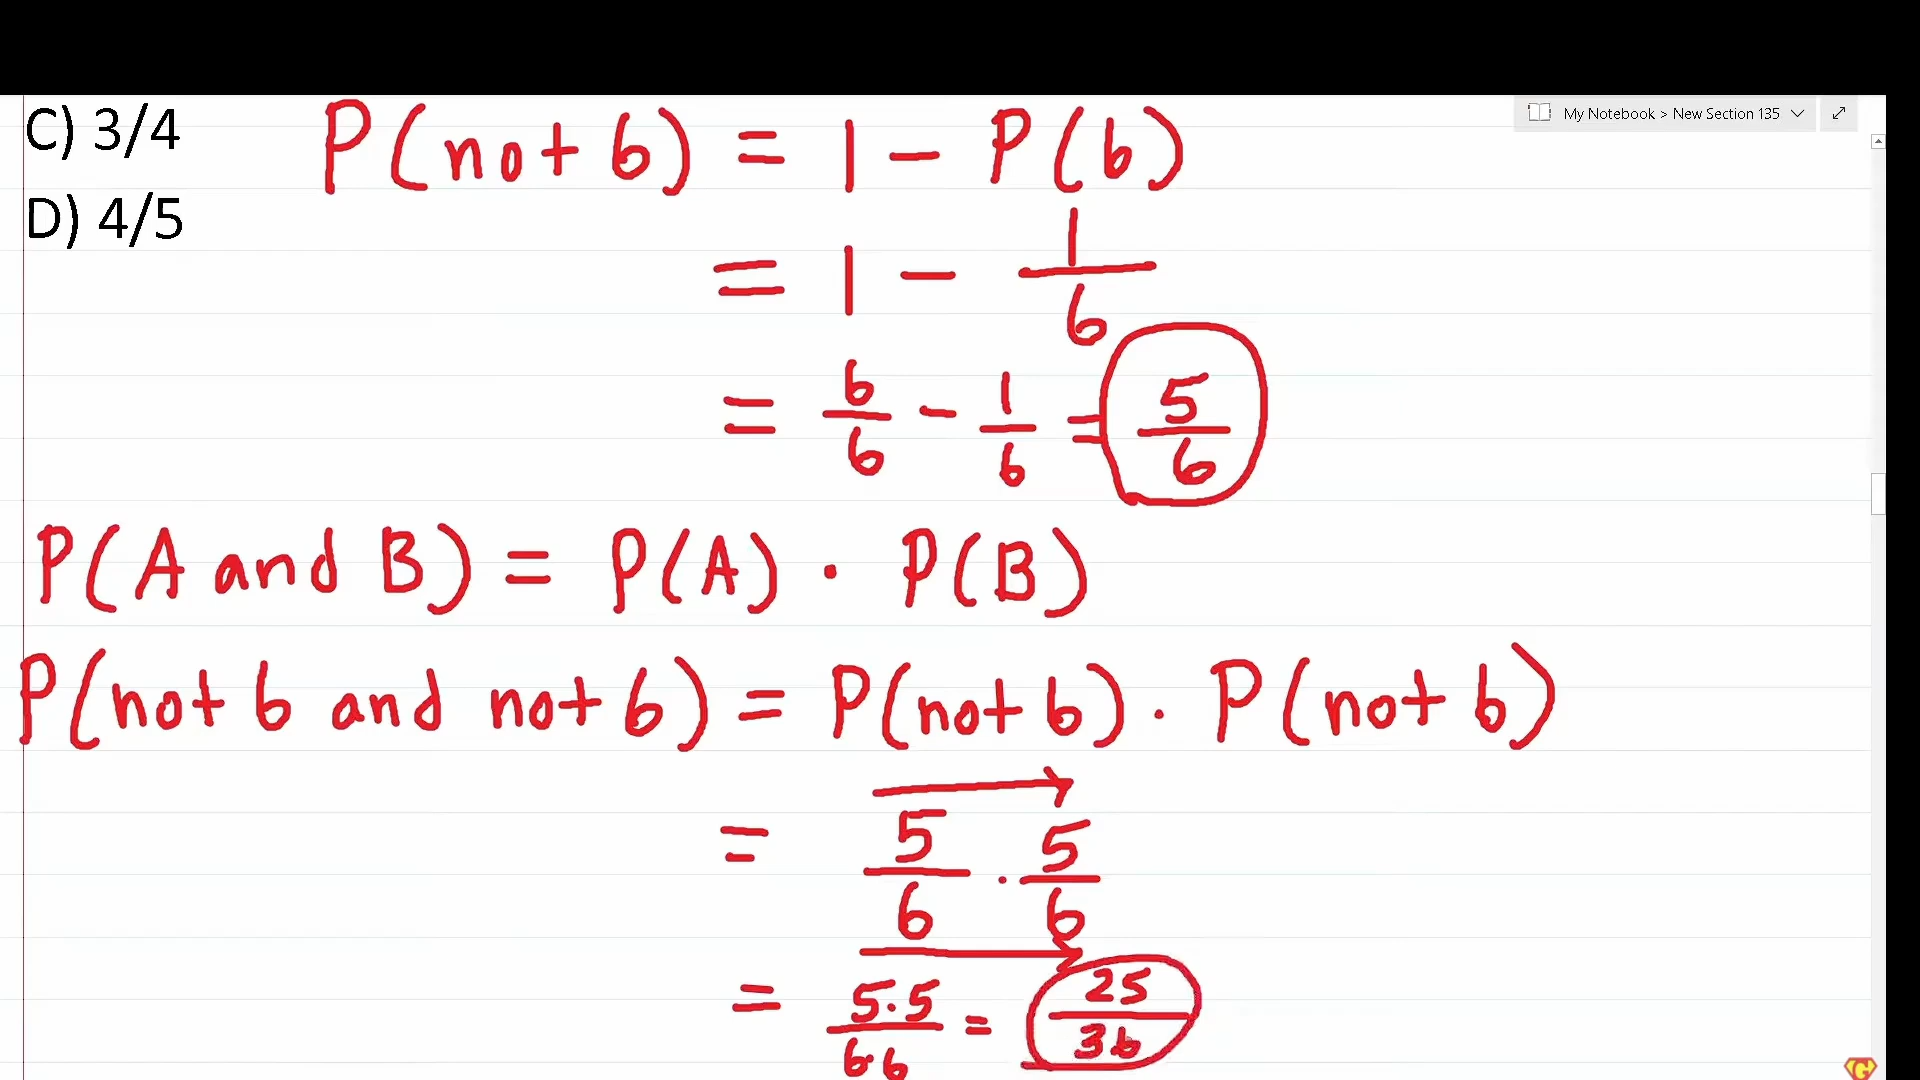 My Notebook > New Section 135
C) 3/4
P(not 6) = 1 - P(6)
D) 4/5
= 1 - 1/6
= 6/6 - 1/6 = 5/6
P(A and B) = P(A) · P(B)
P(not 6 and not 6) = P(not 6) · P(not 6)
= 5/6 · 5/6
= 5·5/6·6 = 25/36
G